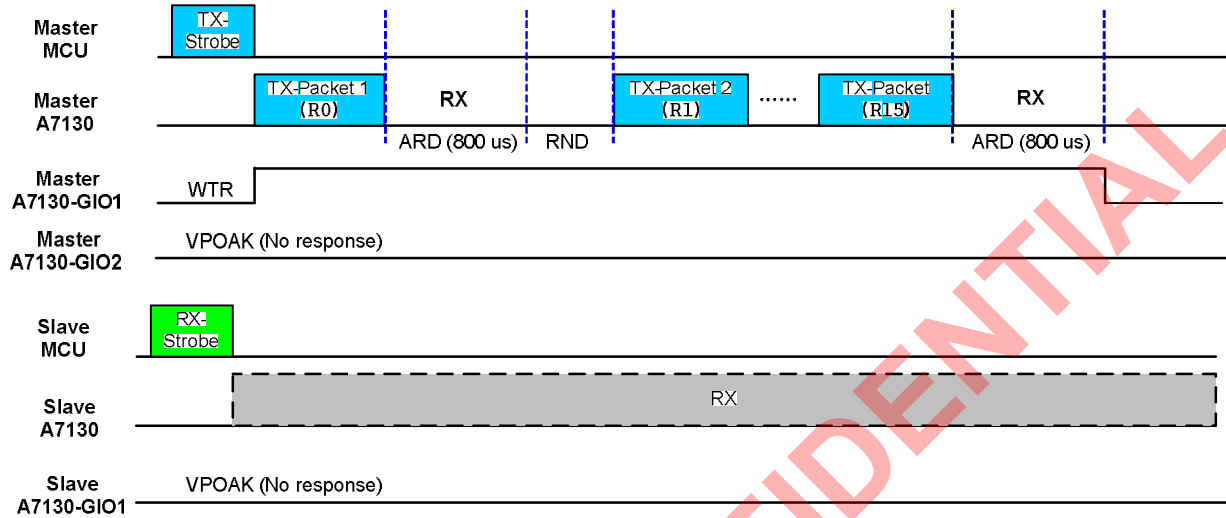 Master
MCU
TX-
Strobe
Master
A7130
TX-Packet 1
(R0)
RX
ARD (800 us)
RND
TX-Packet 2
(R1)
......
TX-Packet
(R15)
RX
ARD (800 us)
Master
A7130-GIO1
WTR
Master
A7130-GIO2
VPOAK (No response)
Slave
MCU
RX-
Strobe
Slave
A7130
RX
Slave
A7130-GIO1
VPOAK (No response)
FIDENTIAL